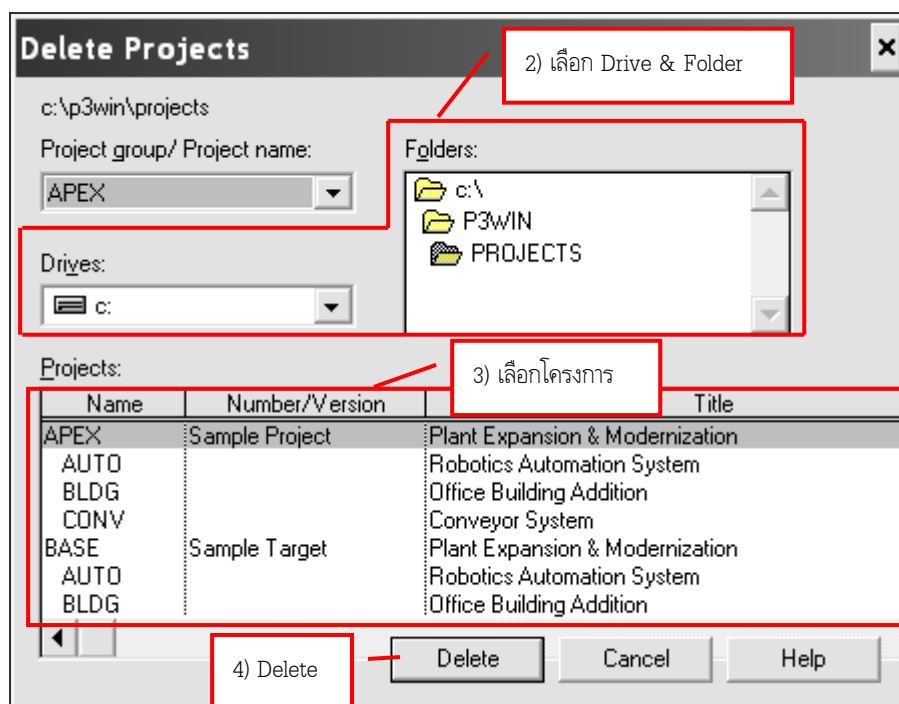 Delete Projects
2) เลือก Drive & Folder
c:\p3win\projects
Project group/ Project name:
APEX
Folders:
c:\
P3WIN
PROJECTS
Drives:
c:
3) เลือกโครงการ
Projects:
Name Number/Version Title
APEX Sample Project Plant Expansion & Modernization
AUTO Robotics Automation System
BLDG Office Building Addition
CONV Conveyor System
BASE Sample Target Plant Expansion & Modernization
AUTO Robotics Automation System
BLDG Office Building Addition
4) Delete
Delete Cancel Help